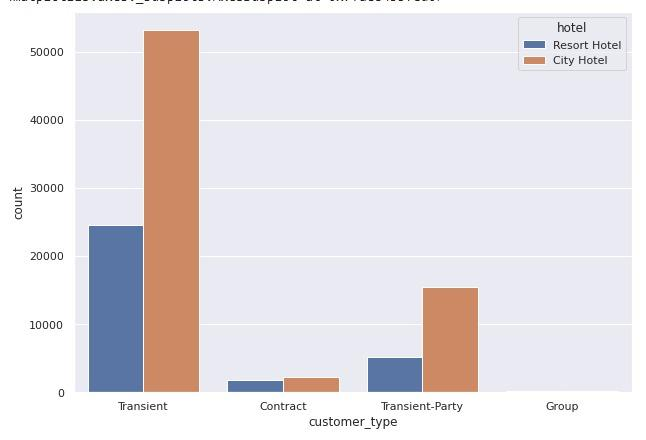 hotel
Resort Hotel
City Hotel
50000
40000
30000
20000
10000
0
count
Transient
Contract
Transient-Party
Group
customer_type